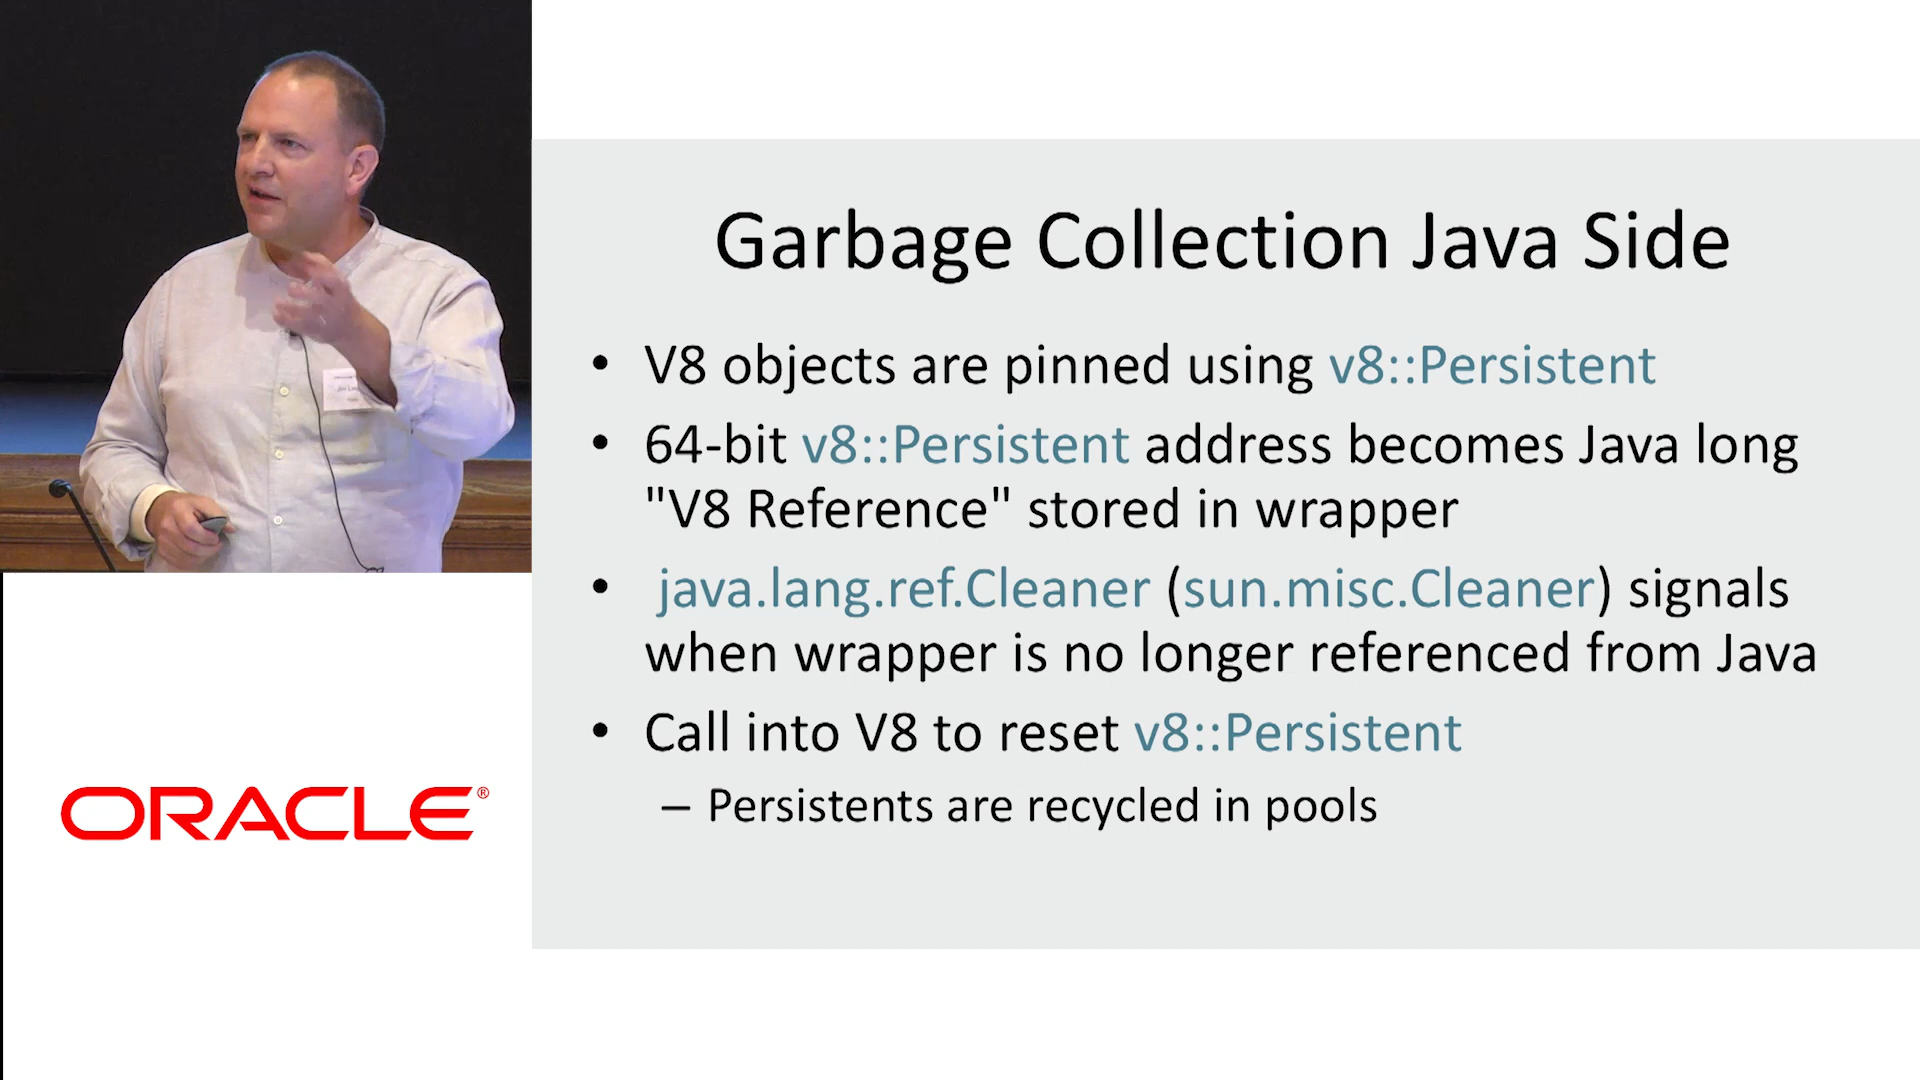 Garbage Collection Java Side
• V8 objects are pinned using v8::Persistent
• 64-bit v8::Persistent address becomes Java long
"V8 Reference" stored in wrapper
• java.lang.ref.Cleaner (sun.misc.Cleaner) signals
when wrapper is no longer referenced from Java
• Call into V8 to reset v8::Persistent
– Persistents are recycled in pools
ORACLE®